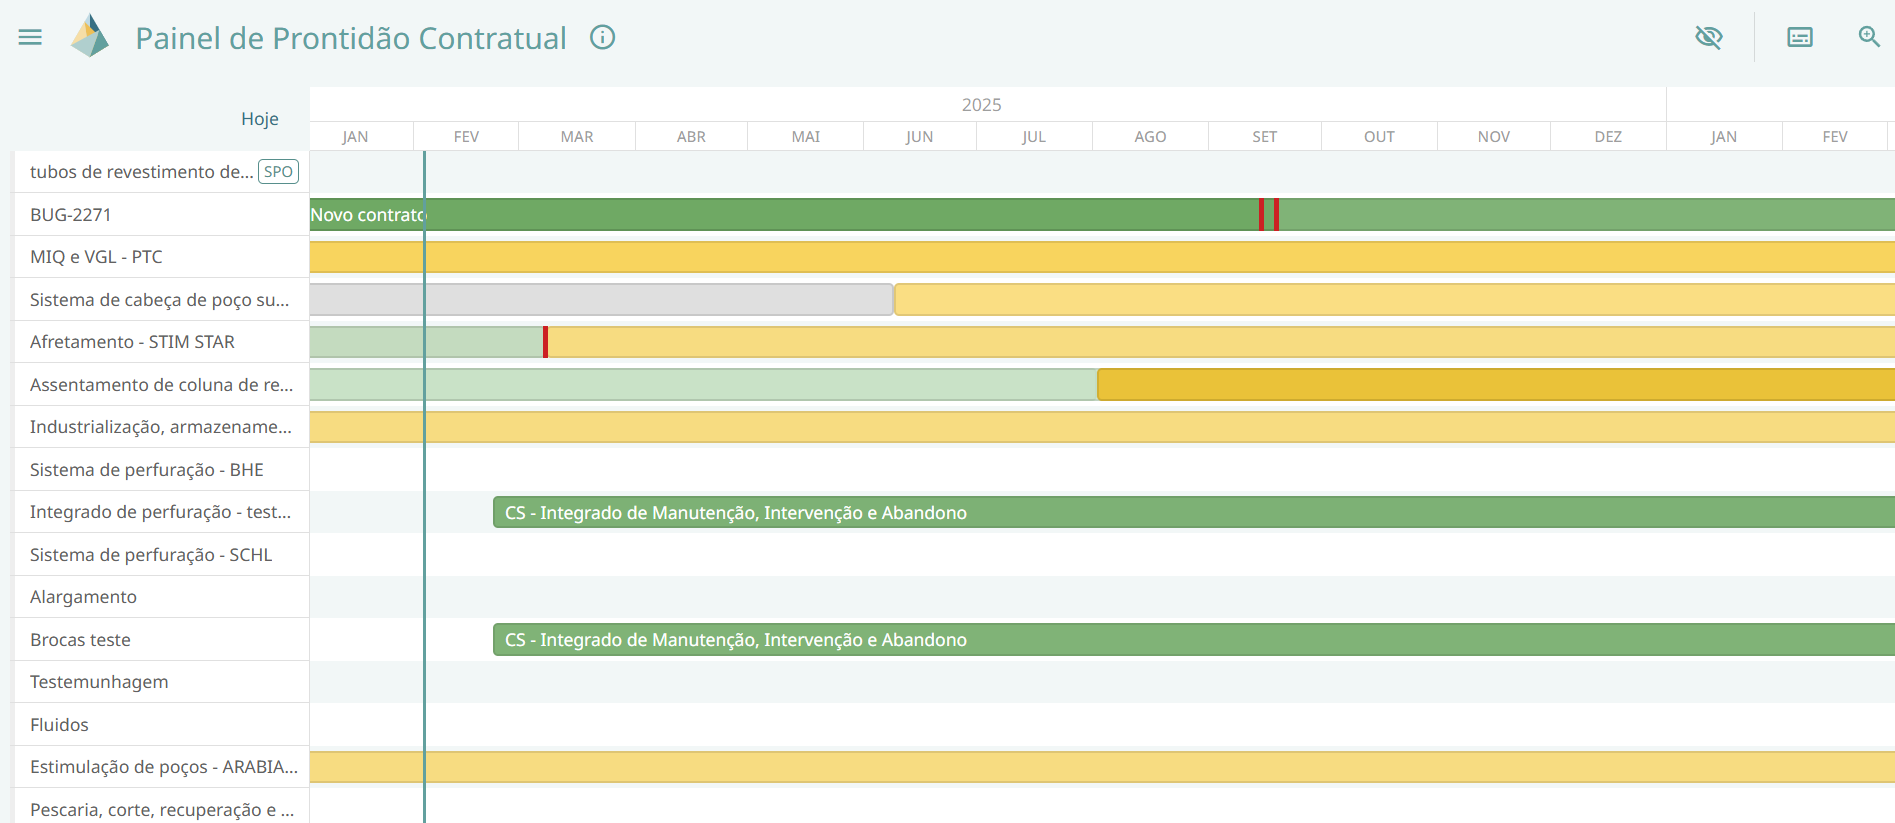 Painel de Prontidão Contratual
Hoje
2025
JAN FEV MAR ABR MAI JUN JUL AGO SET OUT NOV DEZ JAN FEV
tubos de revestimento de... SPO
BUG-2271 Novo contrato
MIQ e VGL - PTC
Sistema de cabeça de poço su...
Afretamento - STIM STAR
Assentamento de coluna de re...
Industrialização, armazename...
Sistema de perfuração - BHE
Integrado de perfuração - test... CS - Integrado de Manutenção, Intervenção e Abandono
Sistema de perfuração - SCHL
Alargamento
Brocas teste CS - Integrado de Manutenção, Intervenção e Abandono
Testemunhagem
Fluidos
Estimulação de poços - ARABIA...
Pescaria, corte, recuperação e ...